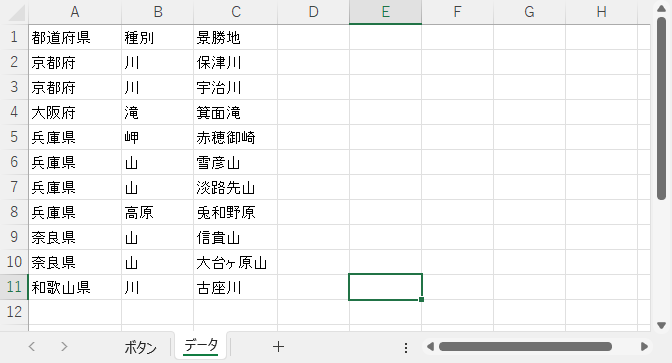 A B C D E F G H
1 都道府県 種別 景勝地
2 京都府 川 保津川
3 京都府 川 宇治川
4 大阪府 滝 箕面滝
5 兵庫県 岬 赤穂御崎
6 兵庫県 山 雪彦山
7 兵庫県 山 淡路先山
8 兵庫県 高原 兎和野原
9 奈良県 山 信貴山
10 奈良県 山 大台ヶ原山
11 和歌山県 川 古座川
12
ボタン データ